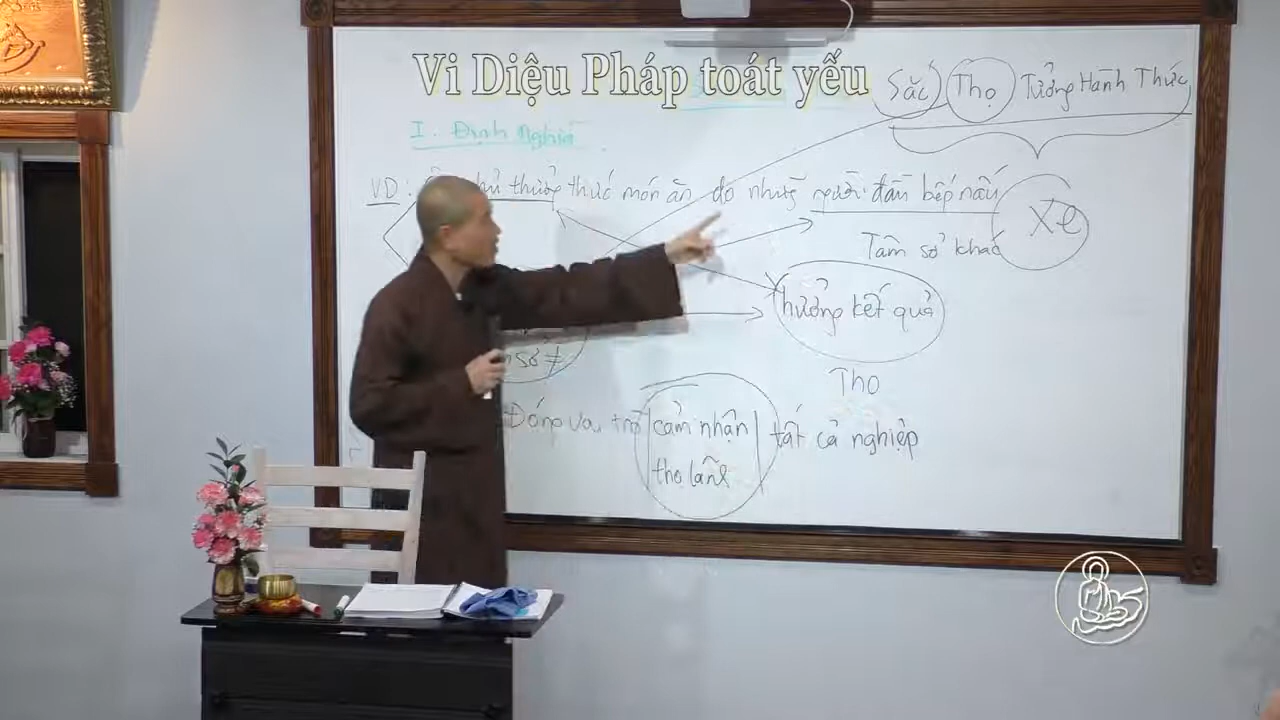 Vi Diệu Pháp toát yếu
Sắc Thọ Tưởng Hành Thức
I. Định Nghĩa
VD: chủ thưởng thức món ăn do những người đầu bếp nấu
Xe
Tâm sở khác
hưởng kết quả
sở ≠
Thọ
Đóng vai trò cảm nhận tất cả nghiệp
thọ lãnh